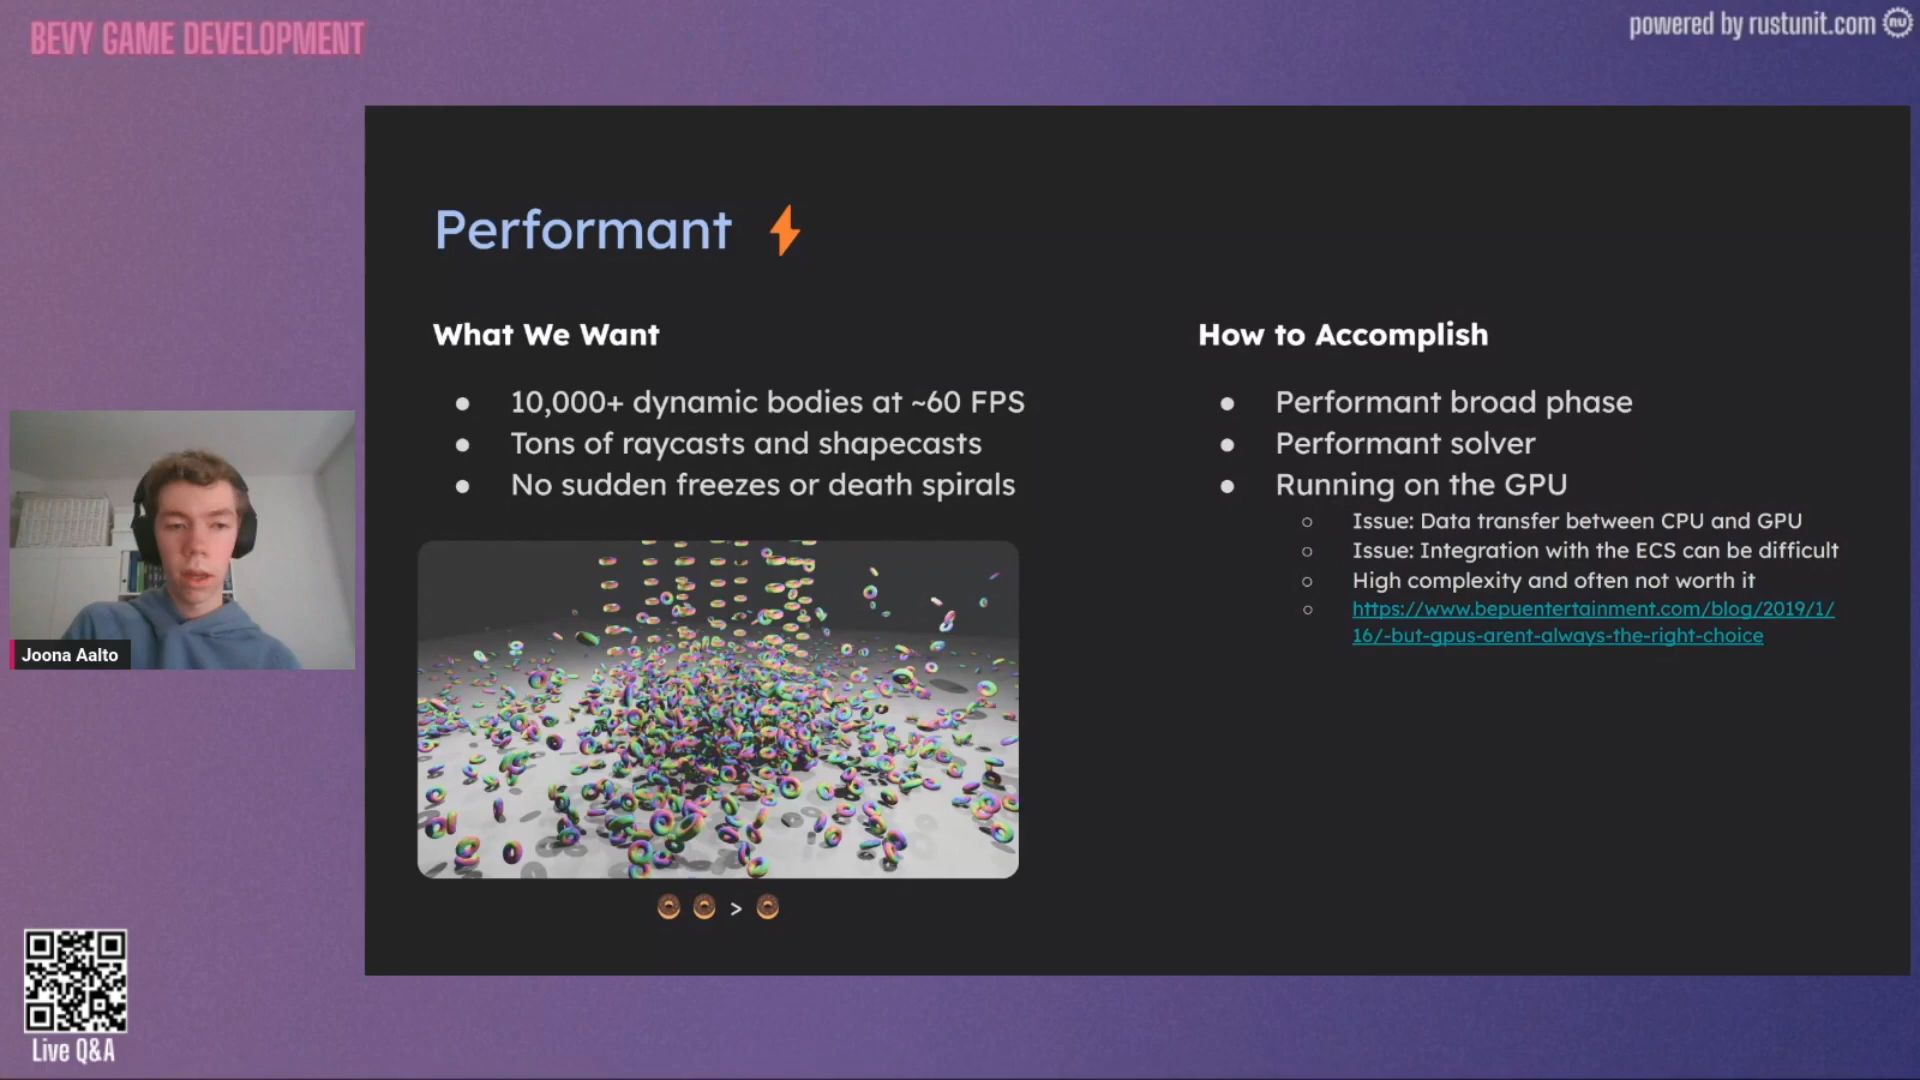 BEVY GAME DEVELOPMENT
powered by rustunit.com
nu
Performant
What We Want
● 10,000+ dynamic bodies at ~60 FPS
● Tons of raycasts and shapecasts
● No sudden freezes or death spirals
>
How to Accomplish
● Performant broad phase
● Performant solver
● Running on the GPU
○ Issue: Data transfer between CPU and GPU
○ Issue: Integration with the ECS can be difficult
○ High complexity and often not worth it
○ https://www.bepuentertainment.com/blog/2019/1/
16/-but-gpus-arent-always-the-right-choice
Joona Aalto
Live Q&A